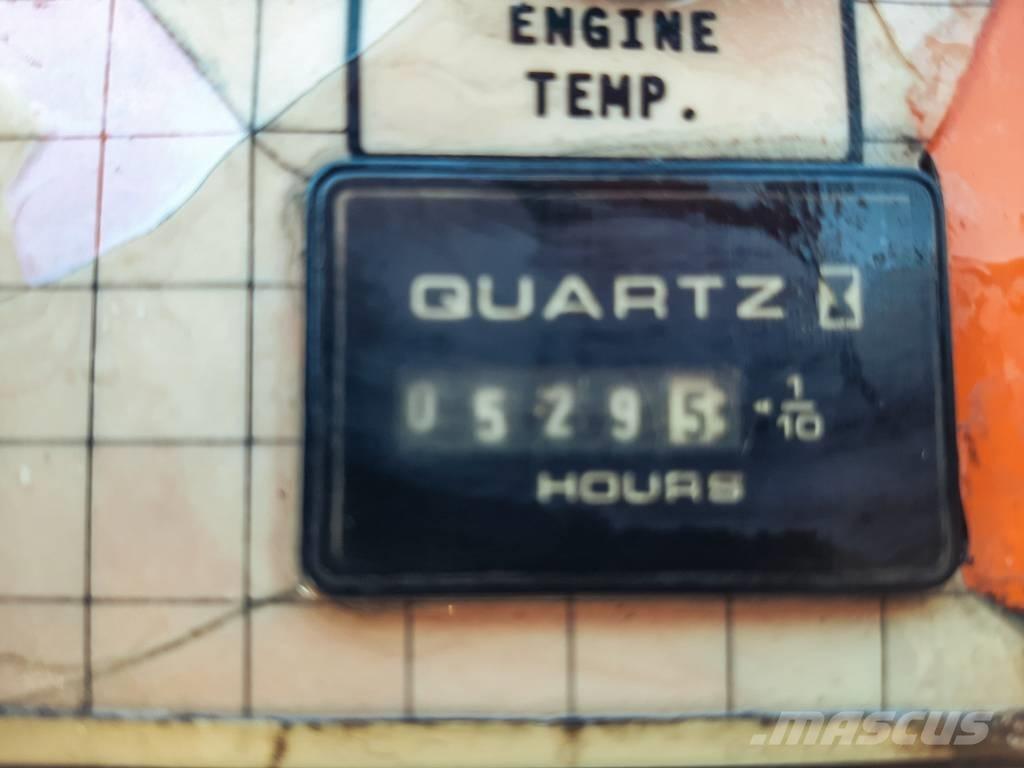 ENGINE
TEMP.
QUARTZ
05295 1/10
HOURS
MASCUS